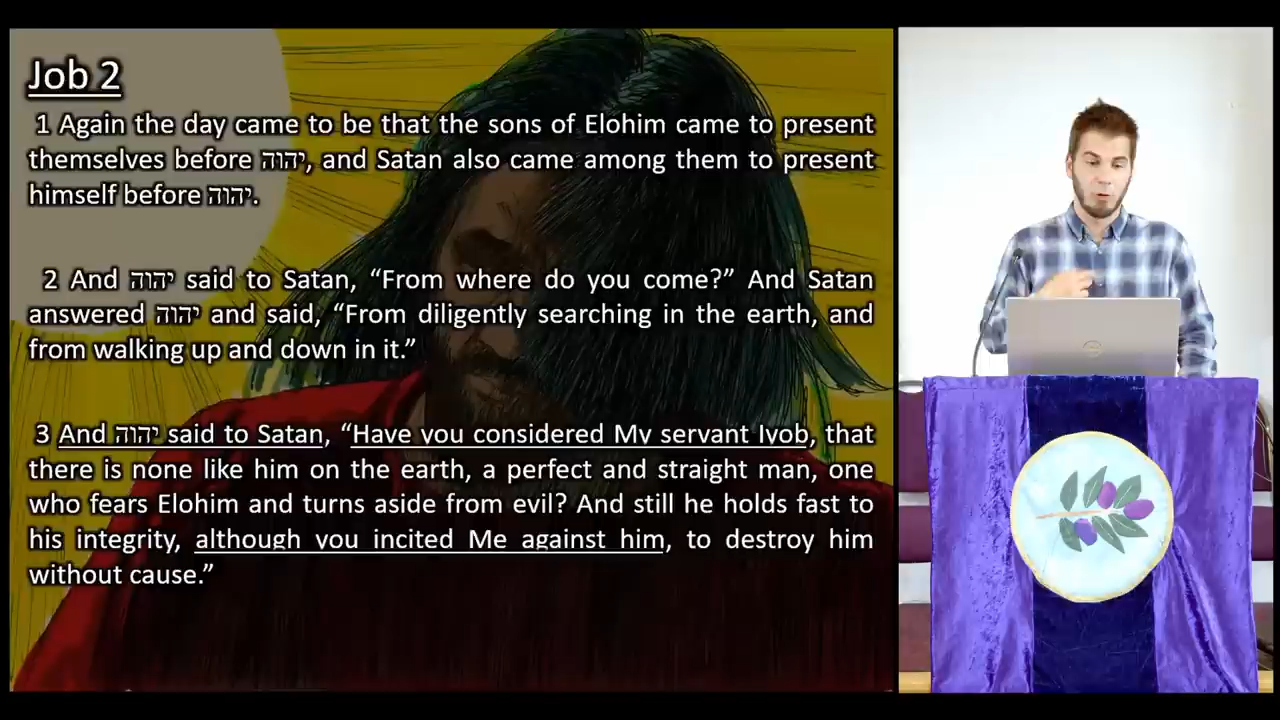 Job 2
1 Again the day came to be that the sons of Elohim came to present
themselves before יהוה, and Satan also came among them to present
himself before יהוה.
2 And יהוה said to Satan, “From where do you come?” And Satan
answered יהוה and said, “From diligently searching in the earth, and
from walking up and down in it.”
3 And יהוה said to Satan, “Have you considered My servant Iyob, that
there is none like him on the earth, a perfect and straight man, one
who fears Elohim and turns aside from evil? And still he holds fast to
his integrity, although you incited Me against him, to destroy him
without cause.”